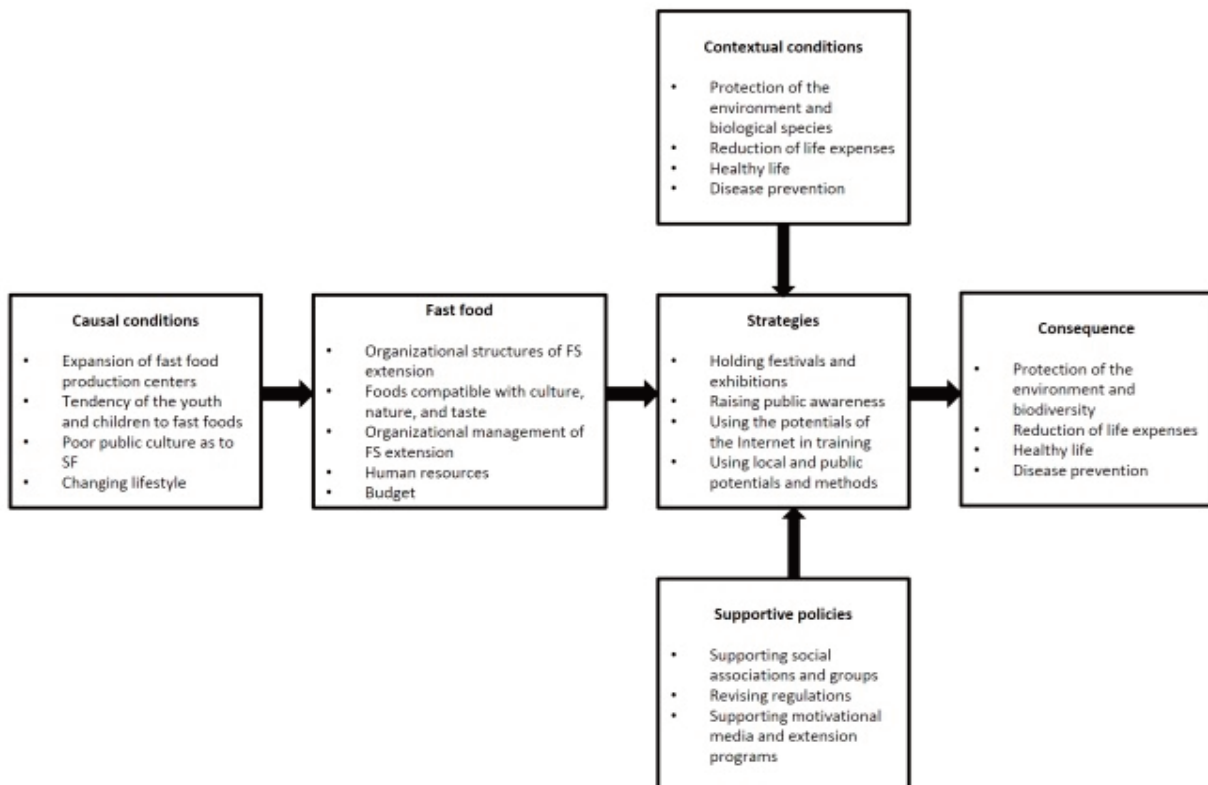 Contextual conditions
• Protection of the
environment and
biological species
• Reduction of life expenses
• Healthy life
• Disease prevention
Causal conditions
• Expansion of fast food
production centers
• Tendency of the youth
and children to fast foods
• Poor public culture as to
SF
• Changing lifestyle
Fast food
• Organizational structures of FS
extension
• Foods compatible with culture,
nature, and taste
• Organizational management of
FS extension
• Human resources
• Budget
Strategies
• Holding festivals and
exhibitions
• Raising public awareness
• Using the potentials of
the Internet in training
• Using local and public
potentials and methods
Consequence
• Protection of the
environment and
biodiversity
• Reduction of life expenses
• Healthy life
• Disease prevention
Supportive policies
• Supporting social
associations and groups
• Revising regulations
• Supporting motivational
media and extension
programs